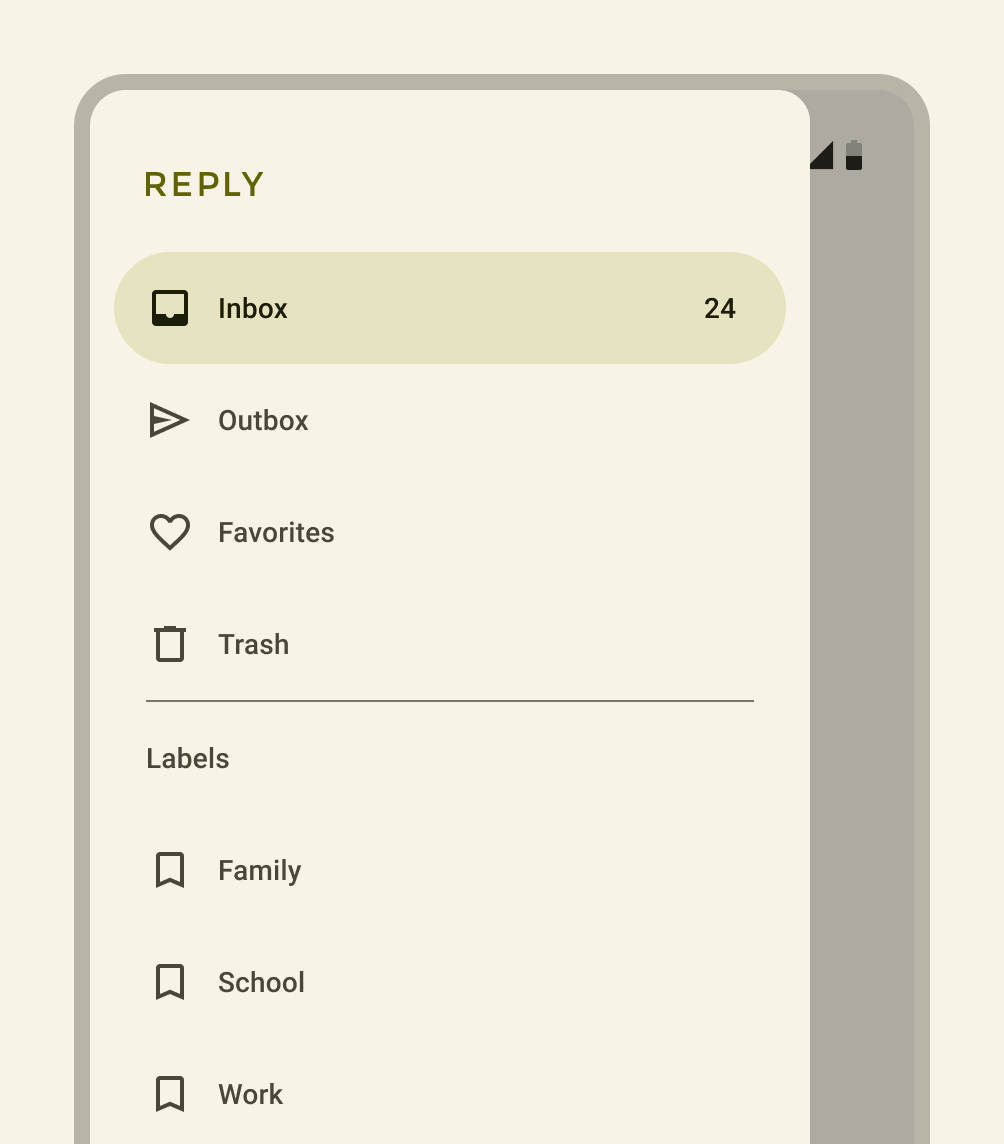 REPLY
Inbox 24
Outbox
Favorites
Trash
Labels
Family
School
Work